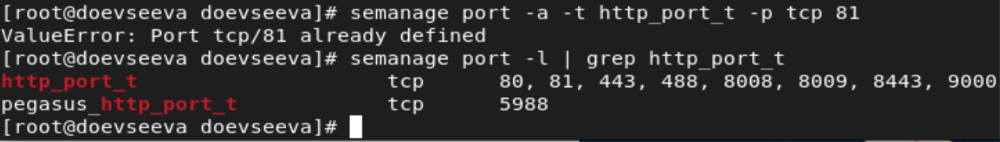 [root@doevseeva doevseeva]# semanage port -a -t http_port_t -p tcp 81
ValueError: Port tcp/81 already defined
[root@doevseeva doevseeva]# semanage port -l | grep http_port_t
http_port_t                    tcp      80, 81, 443, 488, 8008, 8009, 8443, 9000
pegasus_http_port_t            tcp      5988
[root@doevseeva doevseeva]#